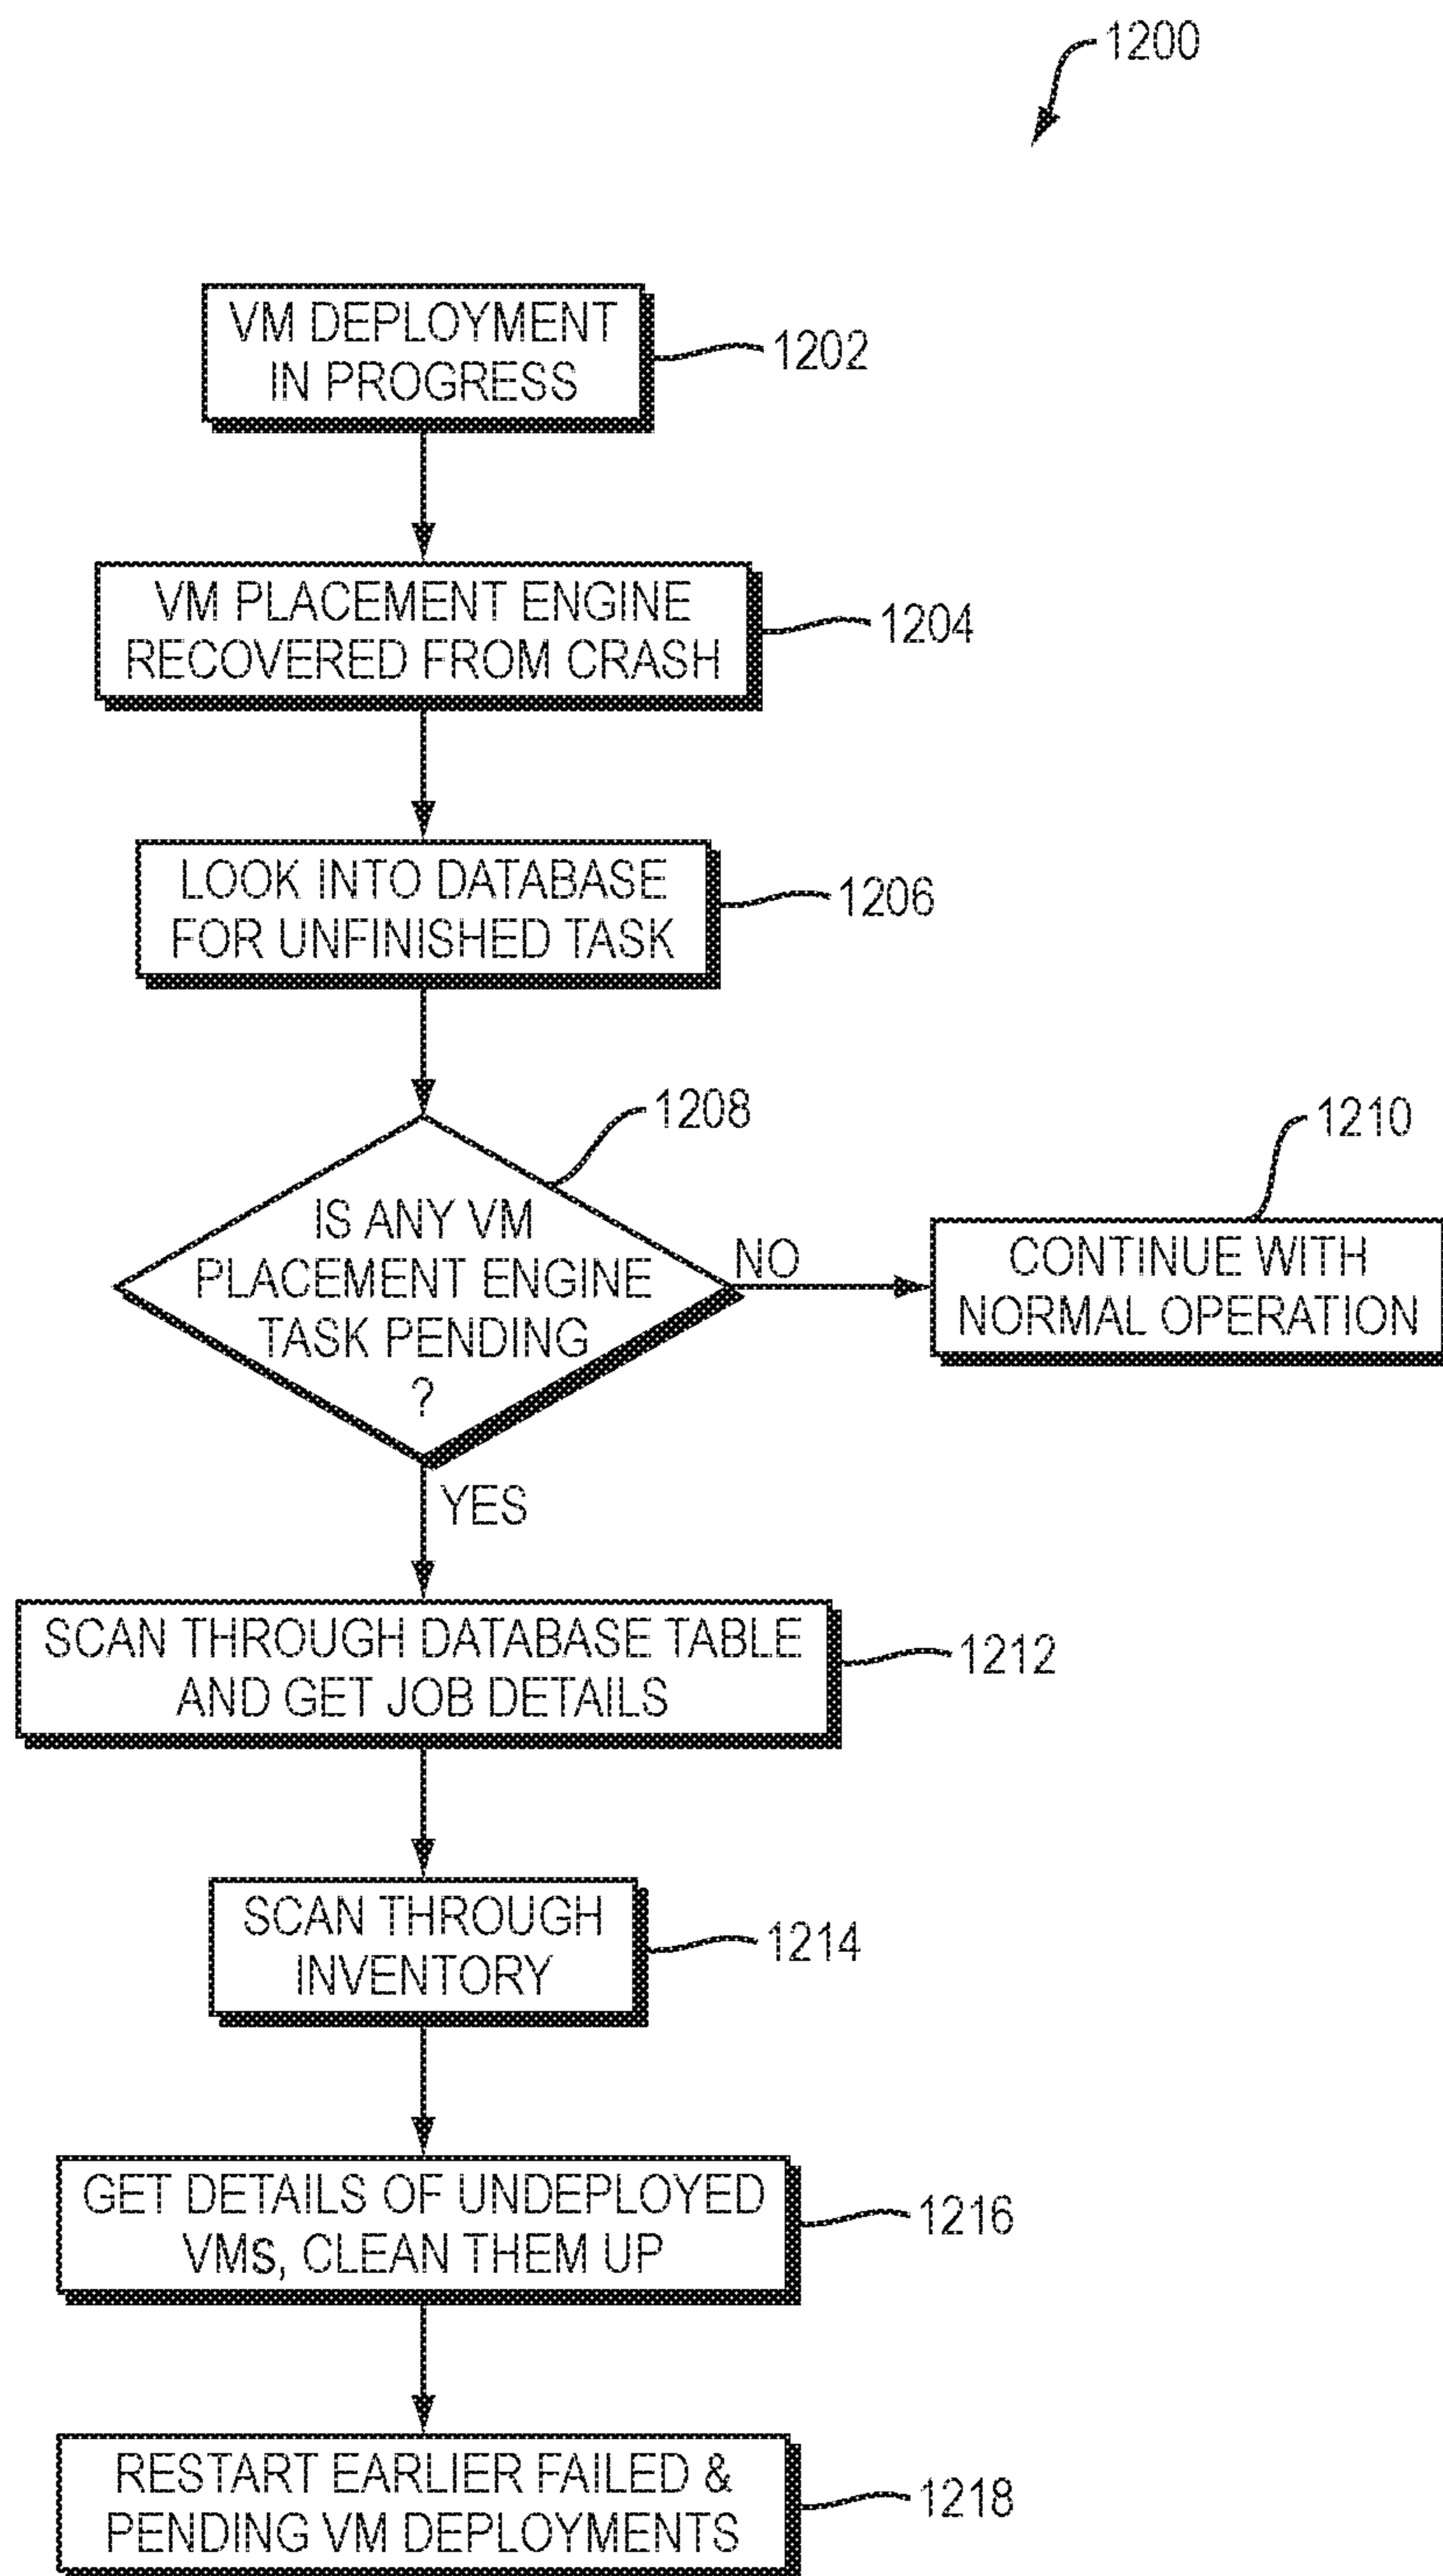 1200
VM DEPLOYMENT
IN PROGRESS
1202
VM PLACEMENT ENGINE
RECOVERED FROM CRASH
1204
LOOK INTO DATABASE
FOR UNFINISHED TASK
1206
1208
IS ANY VM
PLACEMENT ENGINE
TASK PENDING
?
NO
1210
CONTINUE WITH
NORMAL OPERATION
YES
SCAN THROUGH DATABASE TABLE
AND GET JOB DETAILS
1212
SCAN THROUGH
INVENTORY
1214
GET DETAILS OF UNDEPLOYED
VMs, CLEAN THEM UP
1216
RESTART EARLIER FAILED &
PENDING VM DEPLOYMENTS
1218